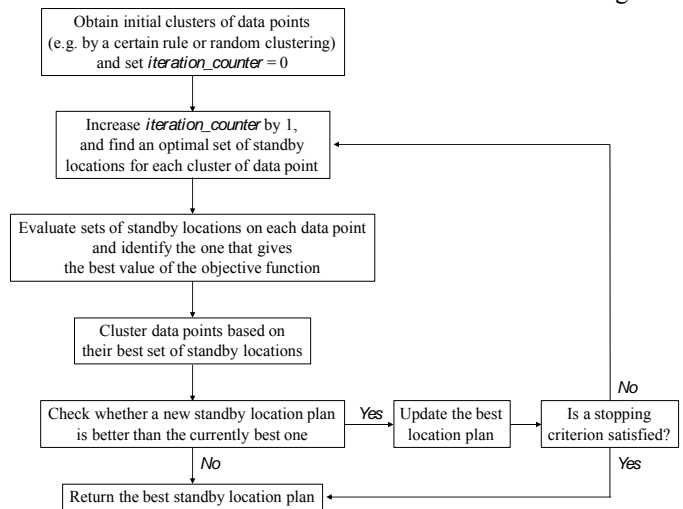 Obtain initial clusters of data points
(e.g. by a certain rule or random clustering)
and set iteration_counter = 0
Increase iteration_counter by 1,
and find an optimal set of standby
locations for each cluster of data point
Evaluate sets of standby locations on each data point
and identify the one that gives
the best value of the objective function
Cluster data points based on
their best set of standby locations
Check whether a new standby location plan
is better than the currently best one
Yes
Update the best
location plan
Is a stopping
criterion satisfied?
No
Yes
No
Return the best standby location plan